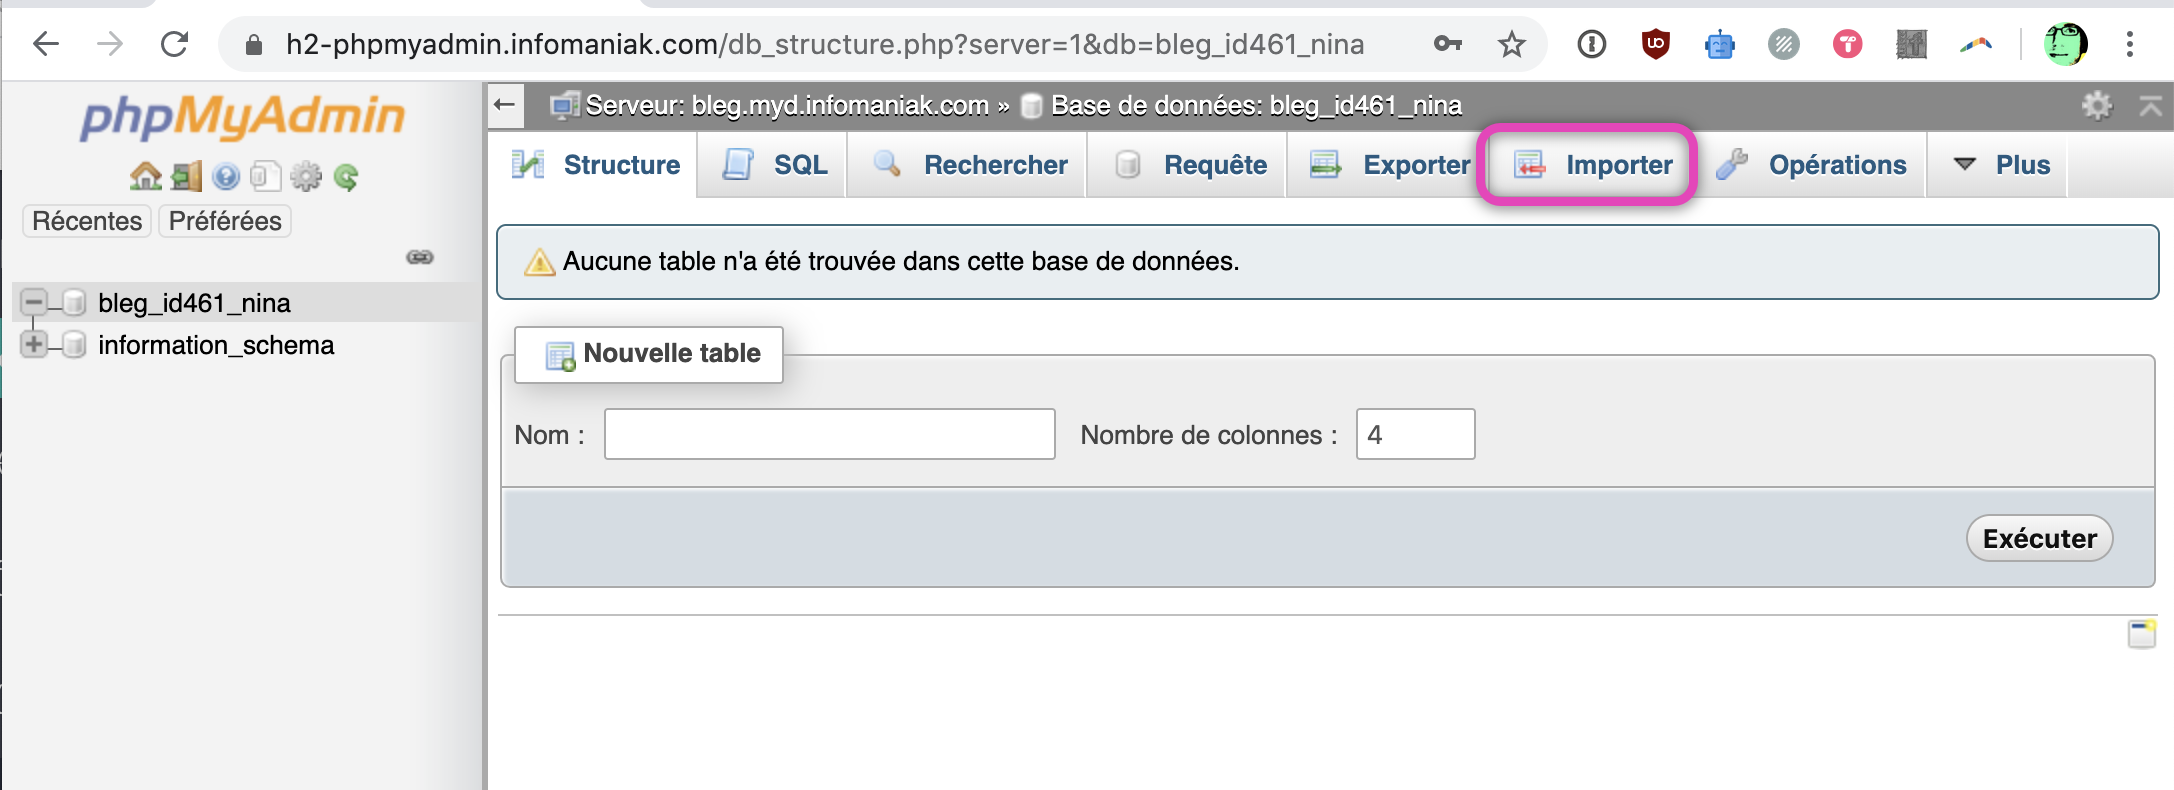 h2-phpmyadmin.infomaniak.com/db_structure.php?server=1&db=bleg_id461_nina
phpMyAdmin
Récentes Préférées
bleg_id461_nina
information_schema
Serveur: bleg.myd.infomaniak.com » Base de données: bleg_id461_nina
Structure SQL Rechercher Requête Exporter Importer Opérations Plus
Aucune table n'a été trouvée dans cette base de données.
Nouvelle table
Nom : Nombre de colonnes : 4
Exécuter